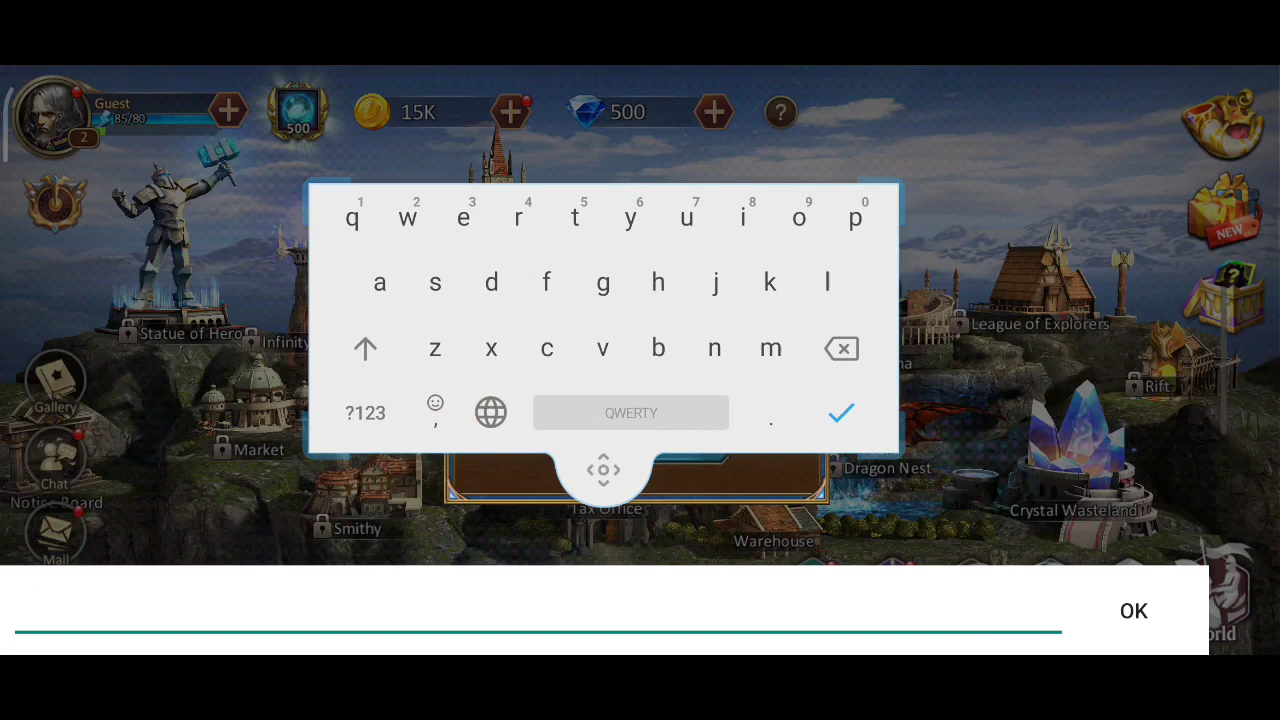 Guest
85/80
2
500
15K
500
?
NEW
1 2 3 4 5 6 7 8 9 0
q w e r t y u i o p
a s d f g h j k l
z x c v b n m
?123 , QWERTY .
Statue of Hero
Infinity
League of Explorers
Rift
Gallery
Market
Chat
Notice Board
Mail
Smithy
Tax Office
Warehouse
Dragon Nest
Crystal Wasteland
OK